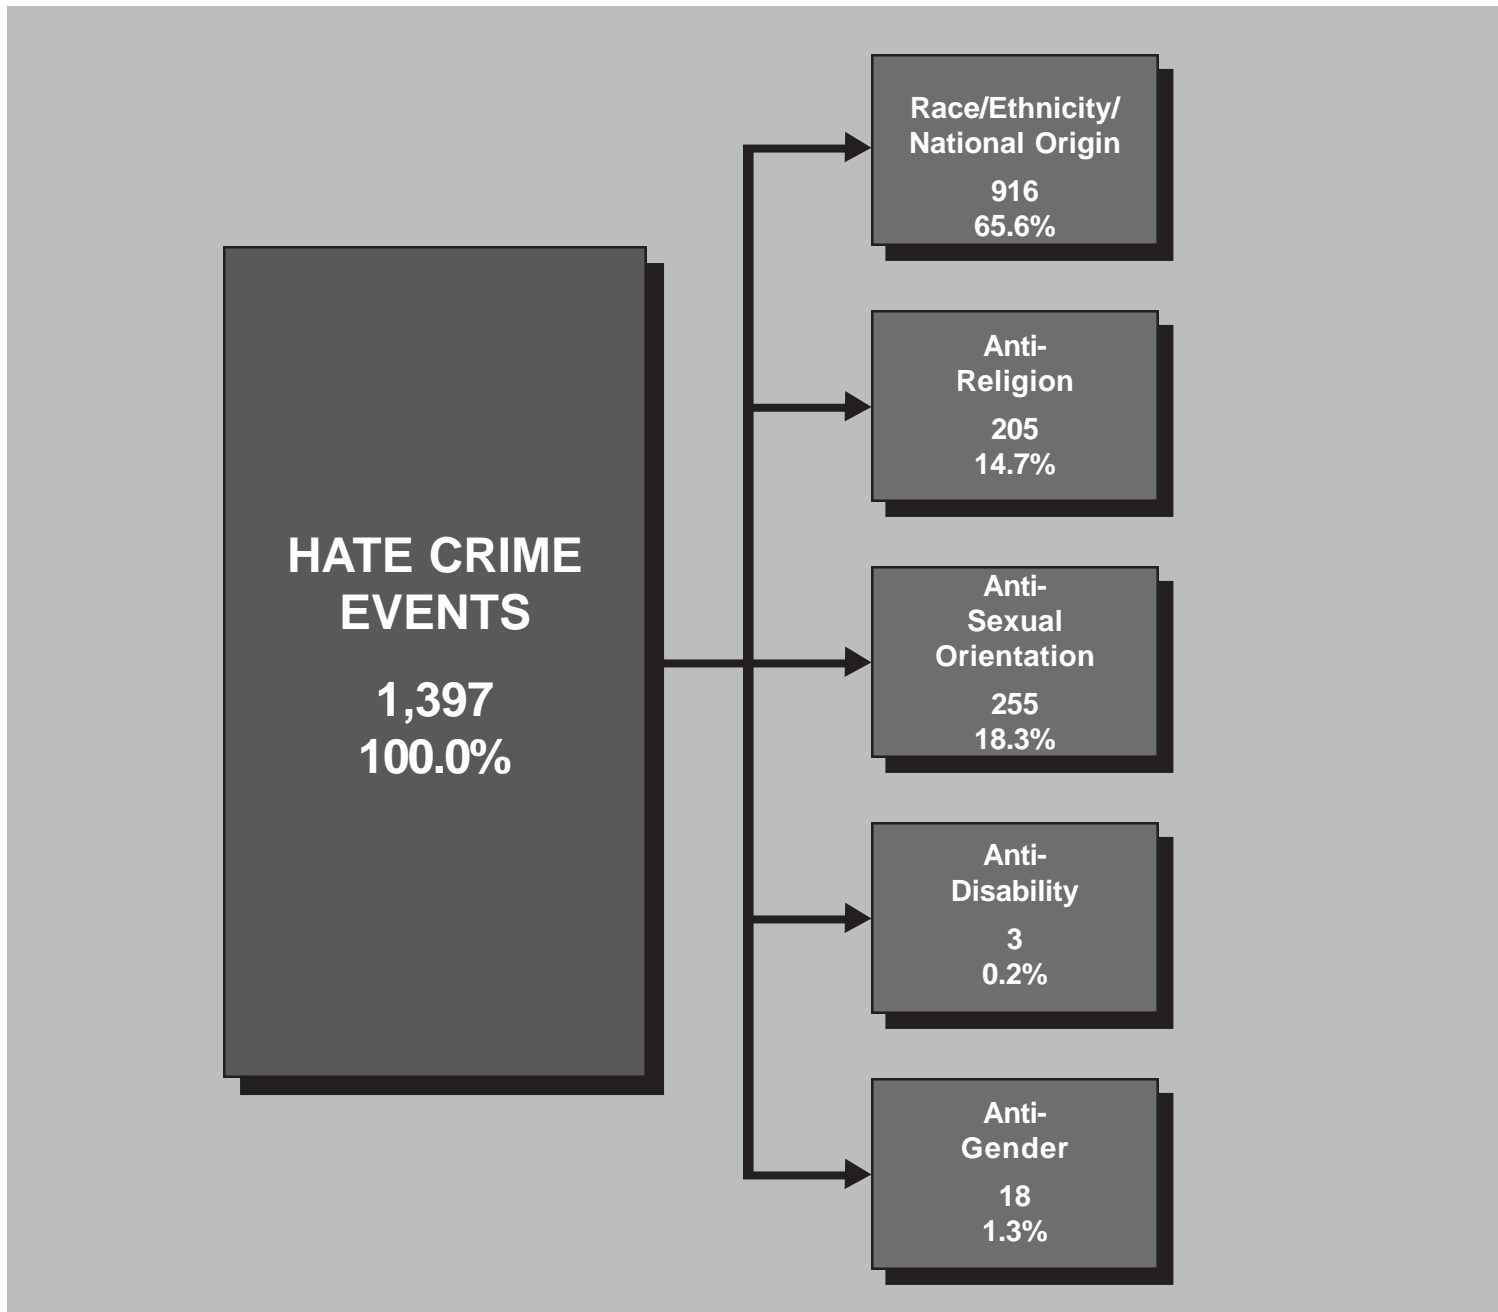 HATE CRIME
EVENTS
1,397
100.0%
Race/Ethnicity/
National Origin
916
65.6%
Anti-
Religion
205
14.7%
Anti-
Sexual
Orientation
255
18.3%
Anti-
Disability
3
0.2%
Anti-
Gender
18
1.3%